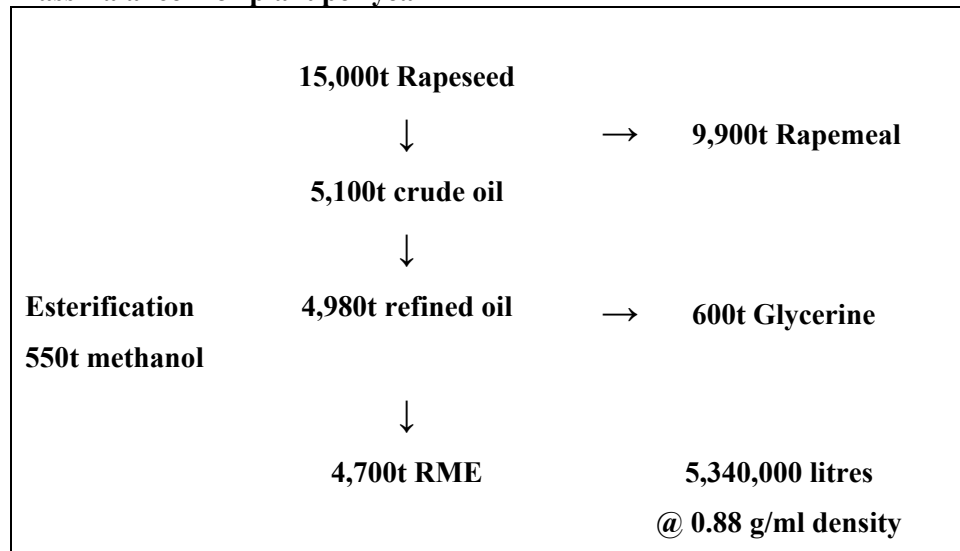 15,000t Rapeseed
↓ → 9,900t Rapemeal
5,100t crude oil
↓
Esterification 4,980t refined oil → 600t Glycerine
550t methanol
↓
4,700t RME 5,340,000 litres
@ 0.88 g/ml density